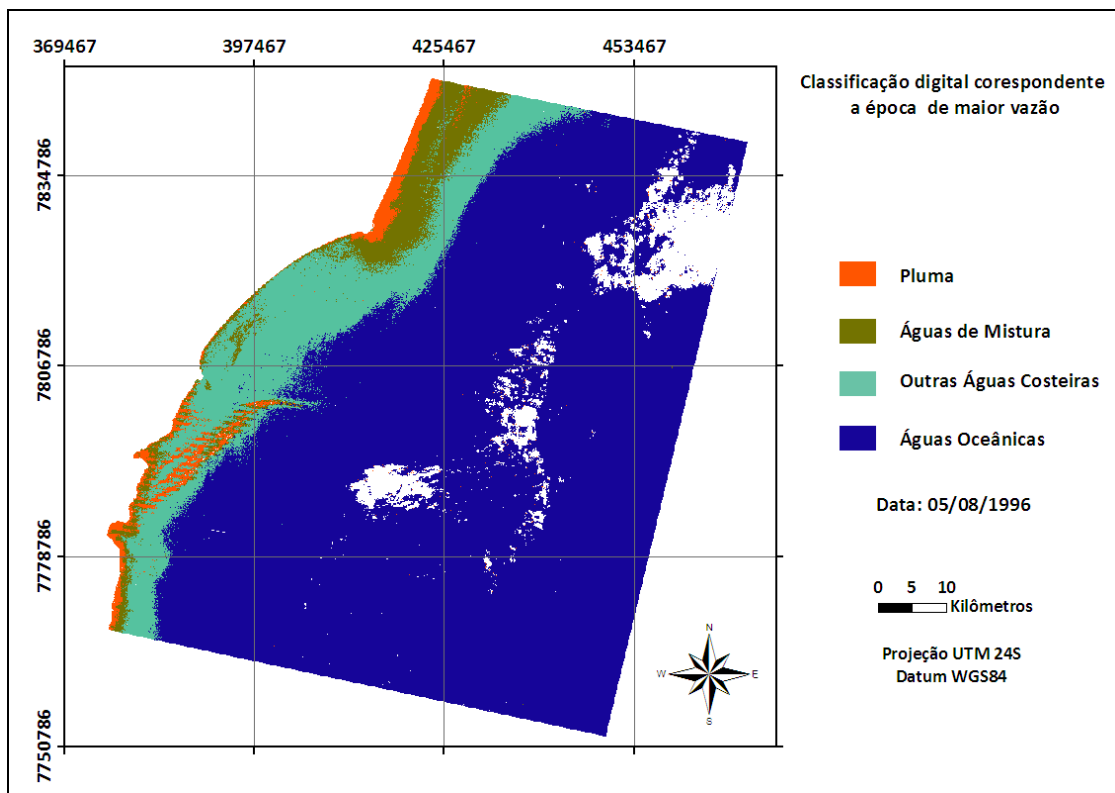 369467 397467 425467 453467
Classificação digital corespondente
a época de maior vazão
7834786
7806786
7778786
7750786
Pluma
Águas de Mistura
Outras Águas Costeiras
Águas Oceânicas
Data: 05/08/1996
0 5 10
Kilômetros
N
W E
S
Projeção UTM 24S
Datum WGS84